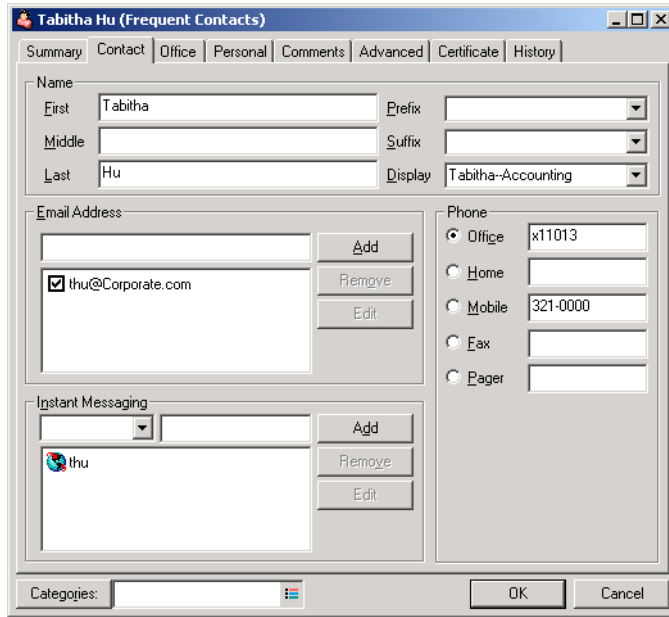 Tabitha Hu (Frequent Contacts)
Summary Contact Office Personal Comments Advanced Certificate History
Name
First Tabitha Prefix
Middle Suffix
Last Hu Display Tabitha--Accounting
Email Address Phone
Office x11013
Add
thu@Corporate.com Remove Home
Edit Mobile 321-0000
Fax
Pager
Instant Messaging
Add
thu Remove
Edit
Categories: OK Cancel